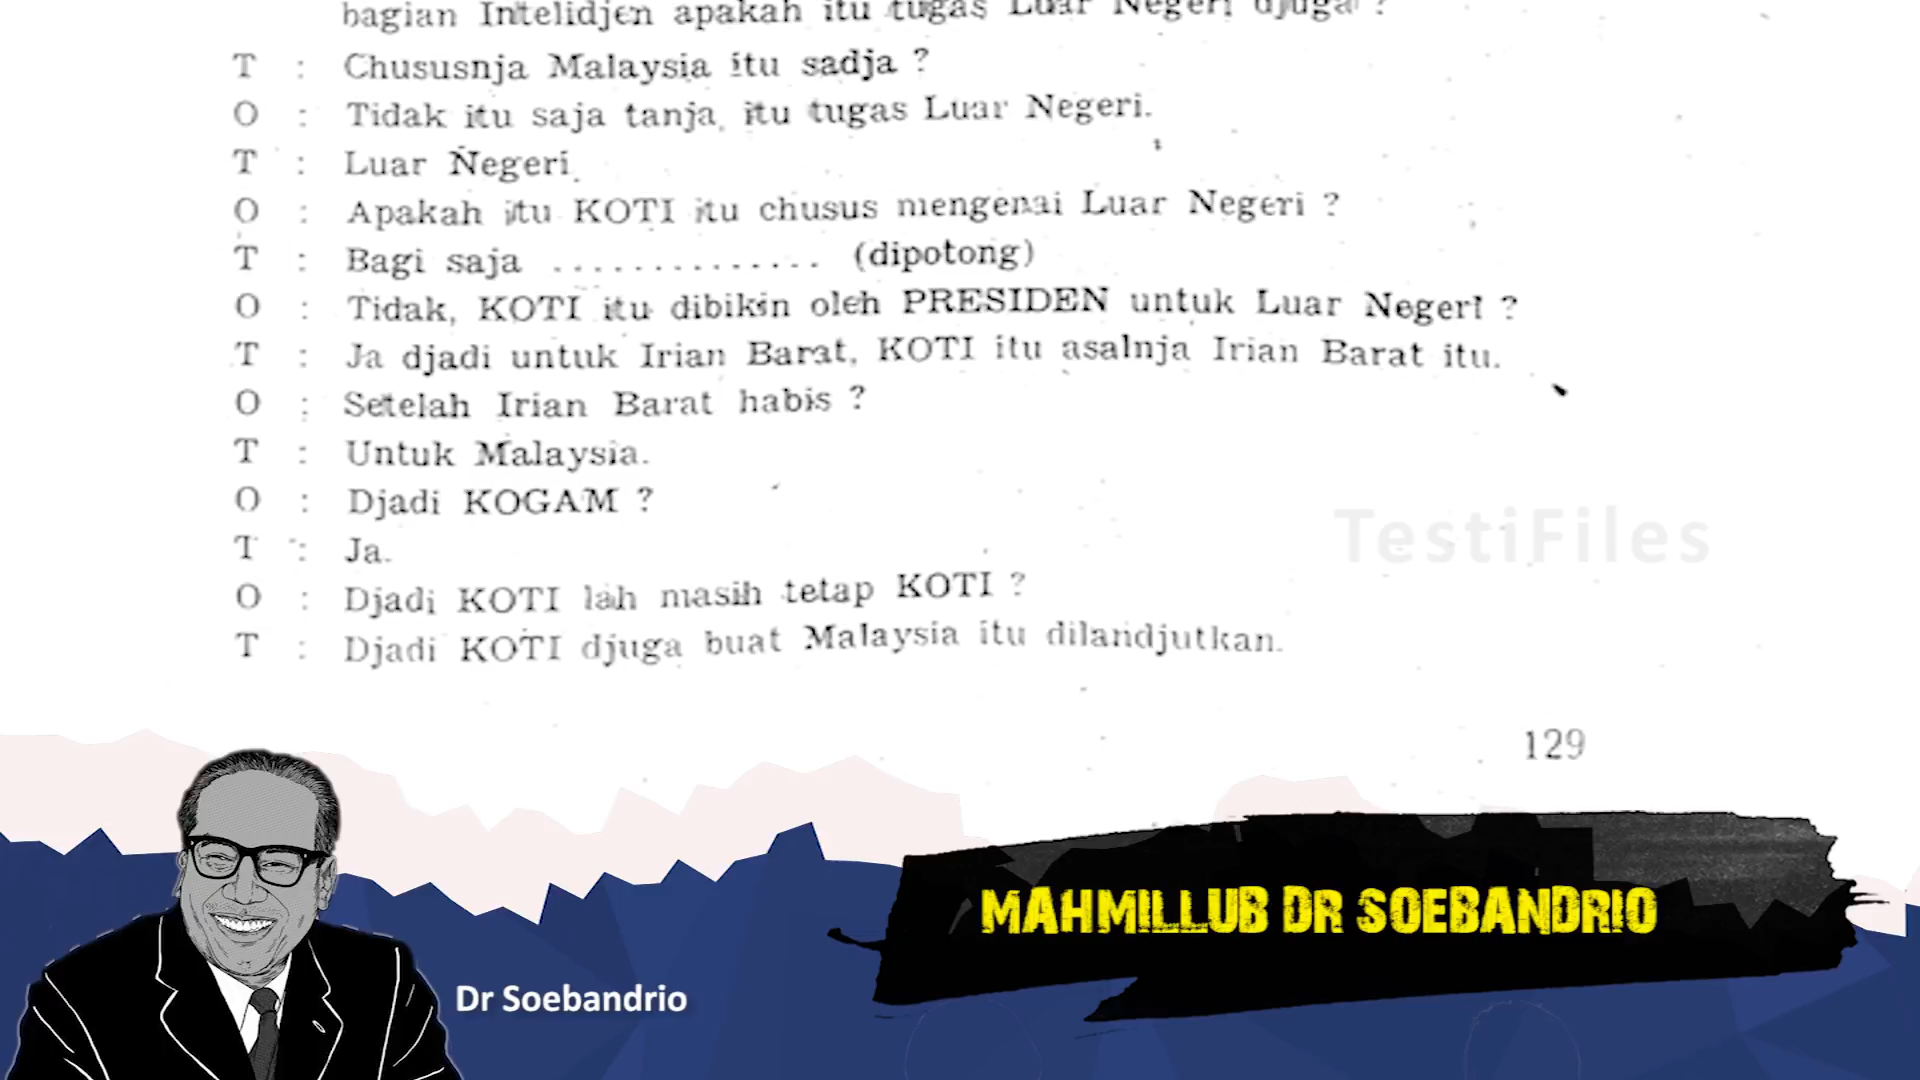 bagian Intelidjen apakah itu tugas Luar Negeri djuga ?
T : Chususnja Malaysia itu sadja ?
O : Tidak itu saja tanja, itu tugas Luar Negeri.
T : Luar Negeri.
O : Apakah itu KOTI itu chusus mengenai Luar Negeri ?
T : Bagi saja .............. (dipotong)
O : Tidak, KOTI itu dibikin oleh PRESIDEN untuk Luar Negeri ?
T : Ja djadi untuk Irian Barat, KOTI itu asalnja Irian Barat itu.
O : Setelah Irian Barat habis ?
T : Untuk Malaysia.
O : Djadi KOGAM ?
T : Ja.
O : Djadi KOTI lah masih tetap KOTI ?
T : Djadi KOTI djuga buat Malaysia itu dilandjutkan.
TestiFiles
129
MAHMILLUB DR SOEBANDRIO
Dr Soebandrio